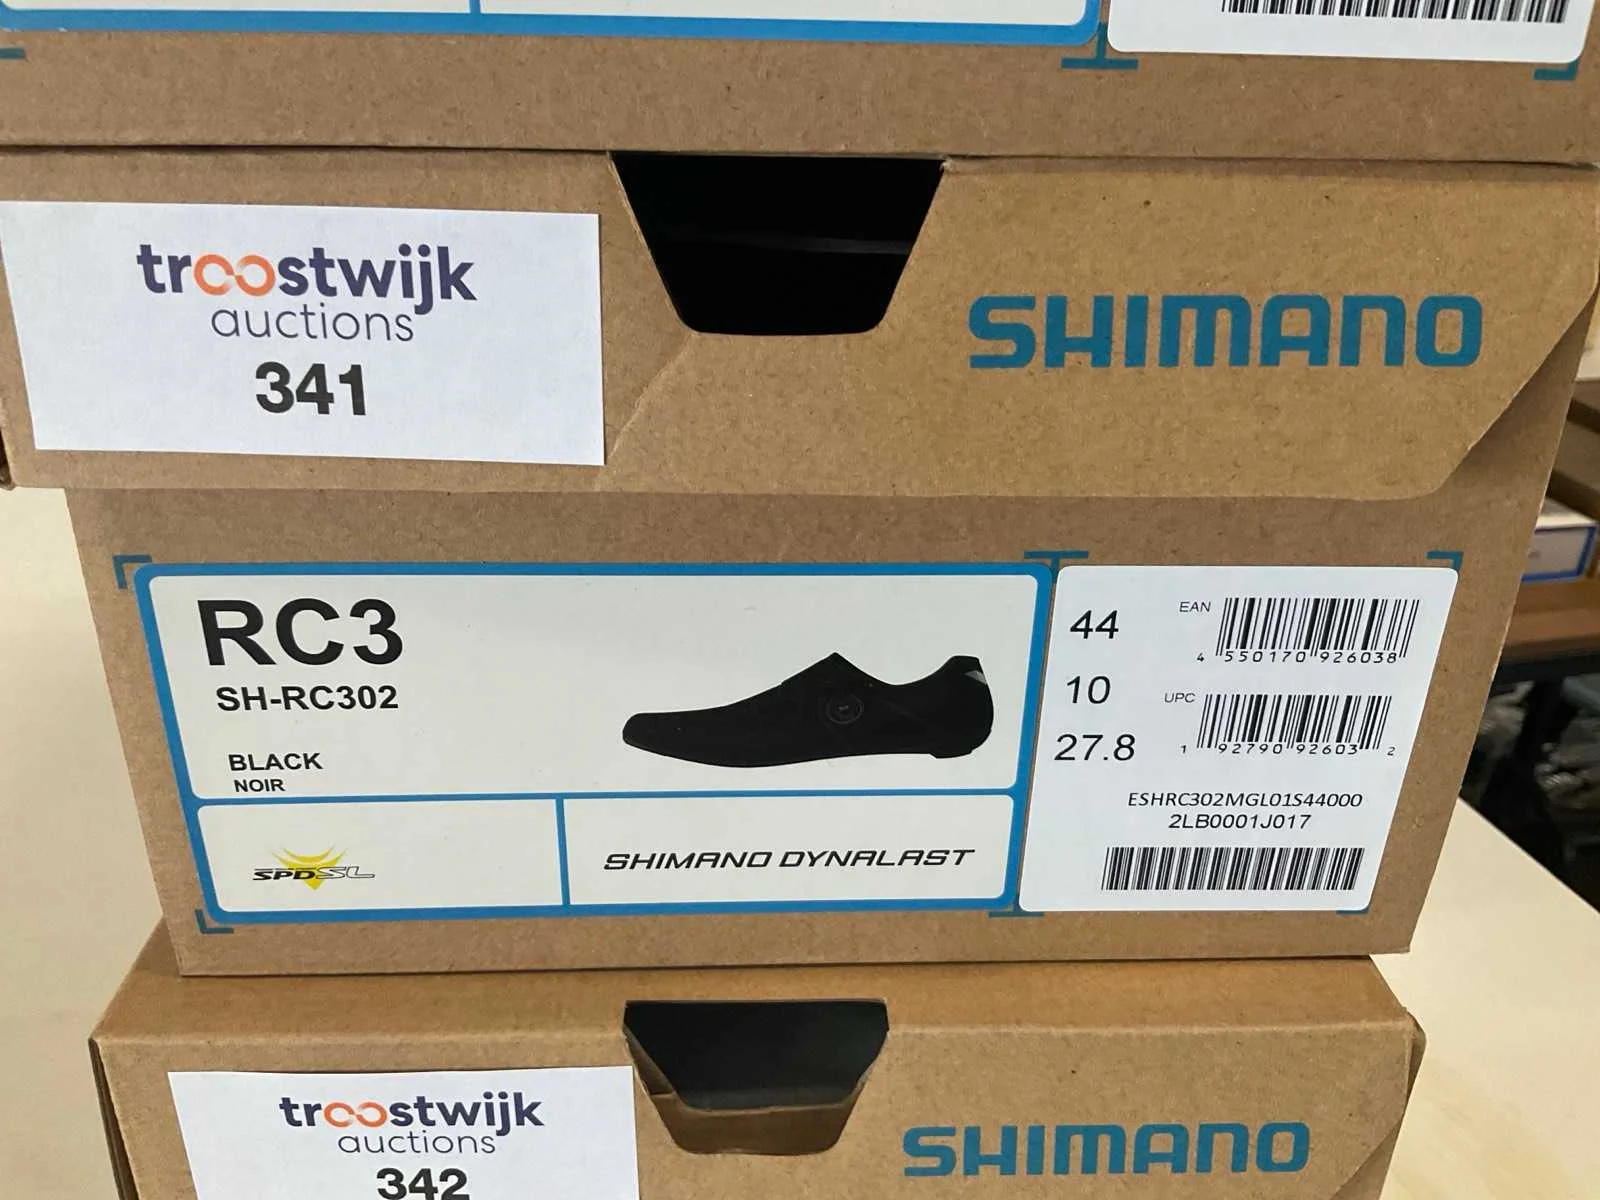 troostwijk
auctions
341
SHIMANO
RC3
SH-RC302
BLACK
NOIR
SPD-SL
SHIMANO DYNALAST
44
10
27.8
EAN
4 550170 926038
UPC
1 92790 92603 2
ESHRC302MGL01S44000
2LB0001J017
troostwijk
auctions
342
SHIMANO